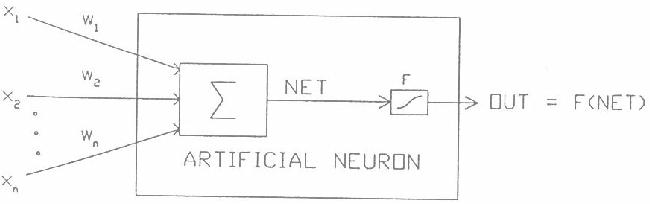 X1
W1
F
X2
W2
Σ
NET
OUT = F(NET)
Wn
ARTIFICIAL NEURON
Xn